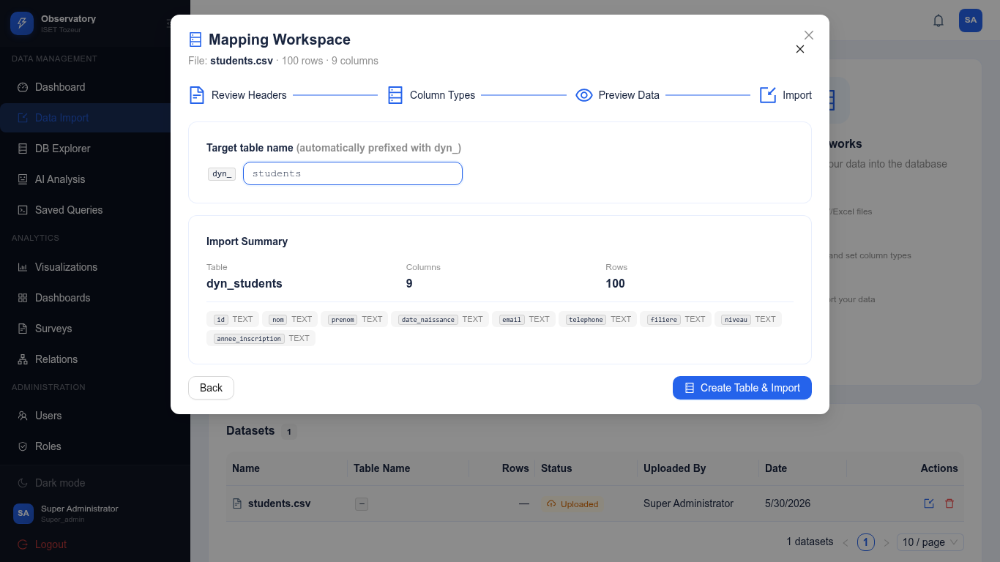 Observatory
ISET Tozeur
DATA MANAGEMENT
Dashboard
Data Import
DB Explorer
AI Analysis
Saved Queries
ANALYTICS
Visualizations
Dashboards
Surveys
Relations
ADMINISTRATION
Users
Roles
Dark mode
SA
Super Administrator
Super_admin
Logout
SA
Mapping Workspace
File: students.csv · 100 rows · 9 columns
Review Headers
Column Types
Preview Data
Import
Target table name (automatically prefixed with dyn_)
dyn_ students
Import Summary
Table Columns Rows
dyn_students 9 100
id TEXT nom TEXT prenom TEXT date_naissance TEXT email TEXT telephone TEXT filiere TEXT niveau TEXT
annee_inscription TEXT
Back
Create Table & Import
works
our data into the database
/Excel files
and set column types
rt your data
Datasets 1
Name Table Name Rows Status Uploaded By Date Actions
students.csv — — Uploaded Super Administrator 5/30/2026
1 datasets 1 10 / page